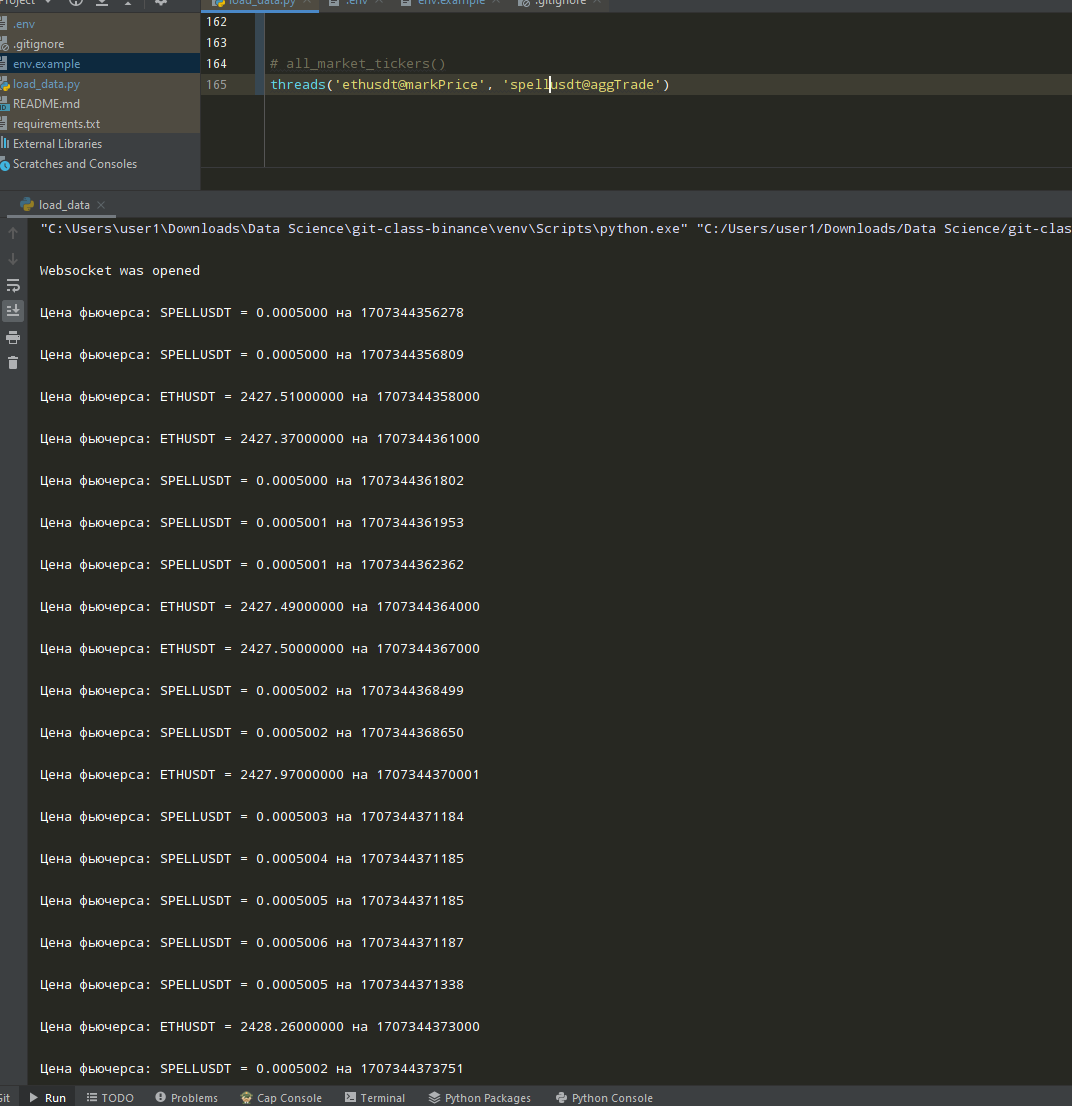 Project
load_data.py
.env
env.example
.gitignore
.env
.gitignore
env.example
load_data.py
README.md
requirements.txt
External Libraries
Scratches and Consoles
162
163
164 # all_market_tickers()
165 threads('ethusdt@markPrice', 'spellusdt@aggTrade')
load_data
"C:\Users\user1\Downloads\Data Science\git-class-binance\venv\Scripts\python.exe" "C:/Users/user1/Downloads/Data Science/git-clas
Websocket was opened
Цена фьючерса: SPELLUSDT = 0.0005000 на 1707344356278
Цена фьючерса: SPELLUSDT = 0.0005000 на 1707344356809
Цена фьючерса: ETHUSDT = 2427.51000000 на 1707344358000
Цена фьючерса: ETHUSDT = 2427.37000000 на 1707344361000
Цена фьючерса: SPELLUSDT = 0.0005000 на 1707344361802
Цена фьючерса: SPELLUSDT = 0.0005001 на 1707344361953
Цена фьючерса: SPELLUSDT = 0.0005001 на 1707344362362
Цена фьючерса: ETHUSDT = 2427.49000000 на 1707344364000
Цена фьючерса: ETHUSDT = 2427.50000000 на 1707344367000
Цена фьючерса: SPELLUSDT = 0.0005002 на 1707344368499
Цена фьючерса: SPELLUSDT = 0.0005002 на 1707344368650
Цена фьючерса: ETHUSDT = 2427.97000000 на 1707344370001
Цена фьючерса: SPELLUSDT = 0.0005003 на 1707344371184
Цена фьючерса: SPELLUSDT = 0.0005004 на 1707344371185
Цена фьючерса: SPELLUSDT = 0.0005005 на 1707344371185
Цена фьючерса: SPELLUSDT = 0.0005006 на 1707344371187
Цена фьючерса: SPELLUSDT = 0.0005005 на 1707344371338
Цена фьючерса: ETHUSDT = 2428.26000000 на 1707344373000
Цена фьючерса: SPELLUSDT = 0.0005002 на 1707344373751
Git Run TODO Problems Cap Console Terminal Python Packages Python Console